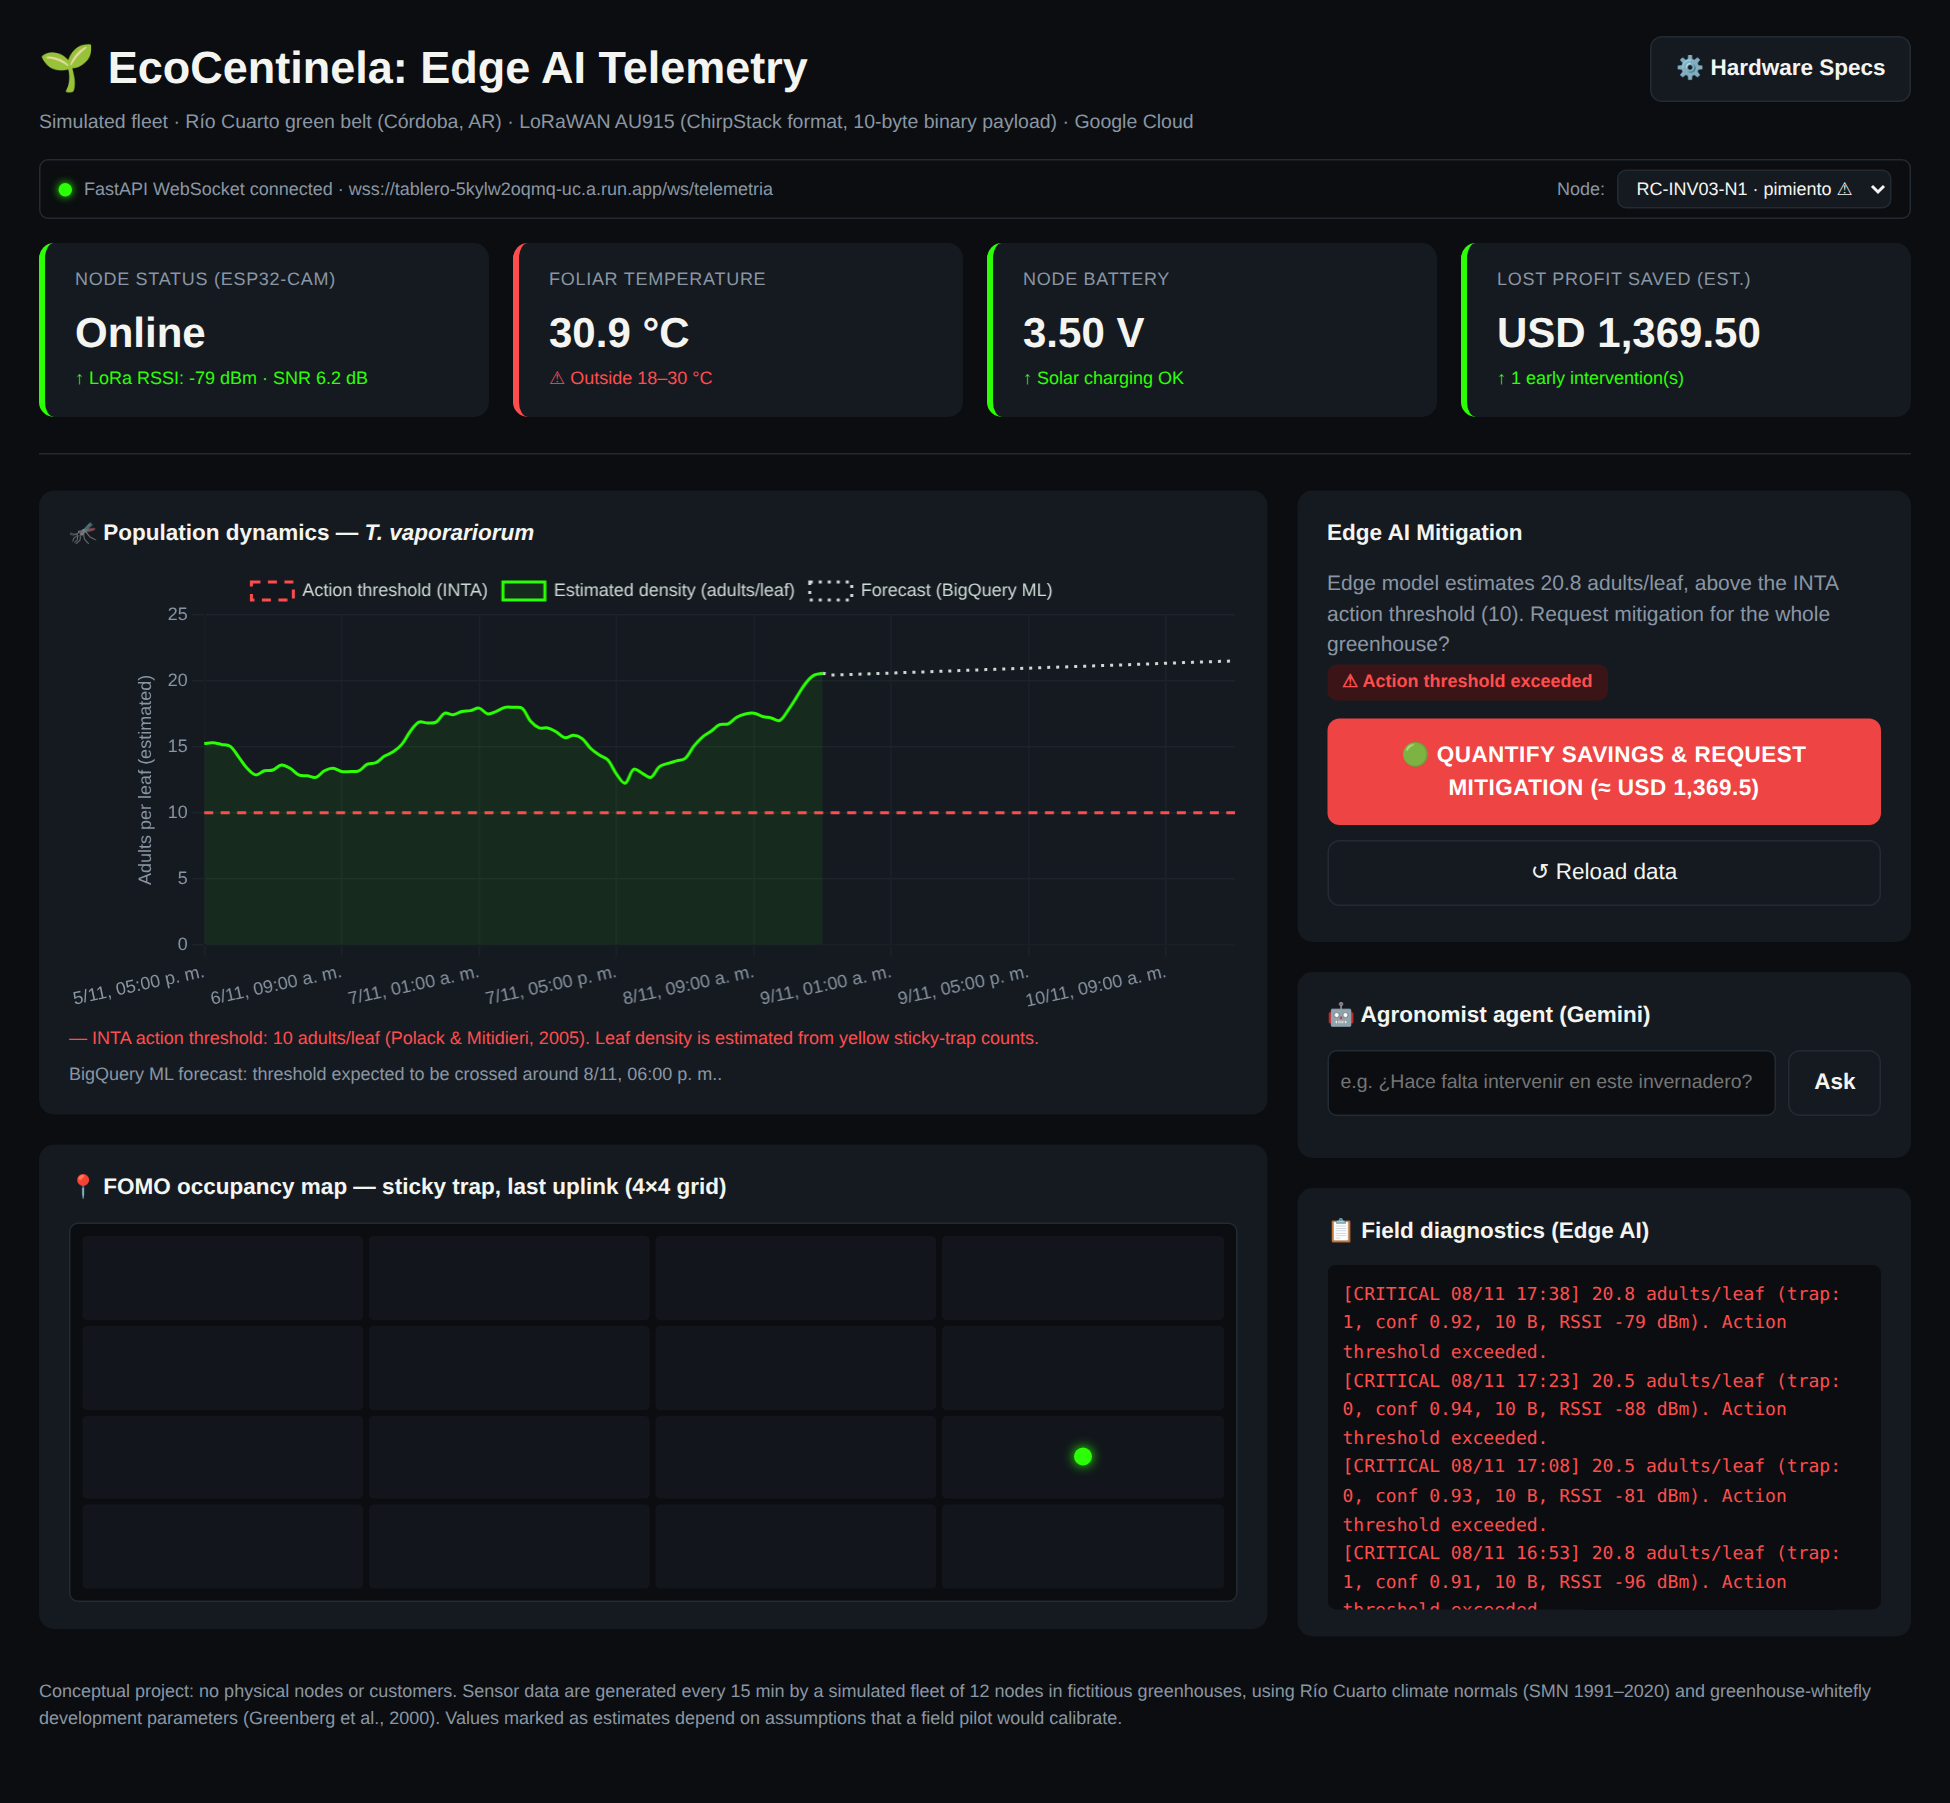 EcoCentinela: Edge AI Telemetry
⚙️ Hardware Specs
Simulated fleet · Río Cuarto green belt (Córdoba, AR) · LoRaWAN AU915 (ChirpStack format, 10-byte binary payload) · Google Cloud
FastAPI WebSocket connected · wss://tablero-5kylw2oqmq-uc.a.run.app/ws/telemetria
Node: RC-INV03-N1 · pimiento ⚠
NODE STATUS (ESP32-CAM)
Online
↑ LoRa RSSI: -79 dBm · SNR 6.2 dB
FOLIAR TEMPERATURE
30.9 °C
⚠ Outside 18–30 °C
NODE BATTERY
3.50 V
↑ Solar charging OK
LOST PROFIT SAVED (EST.)
USD 1,369.50
↑ 1 early intervention(s)
Population dynamics — T. vaporariorum
Action threshold (INTA)
Estimated density (adults/leaf)
Forecast (BigQuery ML)
Adults per leaf (estimated)
25
20
15
10
5
0
5/11, 05:00 p. m.
6/11, 09:00 a. m.
7/11, 01:00 a. m.
7/11, 05:00 p. m.
8/11, 09:00 a. m.
9/11, 01:00 a. m.
9/11, 05:00 p. m.
10/11, 09:00 a. m.
— INTA action threshold: 10 adults/leaf (Polack & Mitidieri, 2005). Leaf density is estimated from yellow sticky-trap counts.
BigQuery ML forecast: threshold expected to be crossed around 8/11, 06:00 p. m..
FOMO occupancy map — sticky trap, last uplink (4×4 grid)
Edge AI Mitigation
Edge model estimates 20.8 adults/leaf, above the INTA
action threshold (10). Request mitigation for the whole
greenhouse?
⚠ Action threshold exceeded
QUANTIFY SAVINGS & REQUEST
MITIGATION (≈ USD 1,369.5)
↺ Reload data
Agronomist agent (Gemini)
e.g. ¿Hace falta intervenir en este invernadero?
Ask
Field diagnostics (Edge AI)
[CRITICAL 08/11 17:38] 20.8 adults/leaf (trap:
1, conf 0.92, 10 B, RSSI -79 dBm). Action
threshold exceeded.
[CRITICAL 08/11 17:23] 20.5 adults/leaf (trap:
0, conf 0.94, 10 B, RSSI -88 dBm). Action
threshold exceeded.
[CRITICAL 08/11 17:08] 20.5 adults/leaf (trap:
0, conf 0.93, 10 B, RSSI -81 dBm). Action
threshold exceeded.
[CRITICAL 08/11 16:53] 20.8 adults/leaf (trap:
1, conf 0.91, 10 B, RSSI -96 dBm). Action
threshold exceeded.
Conceptual project: no physical nodes or customers. Sensor data are generated every 15 min by a simulated fleet of 12 nodes in fictitious greenhouses, using Río Cuarto climate normals (SMN 1991–2020) and greenhouse-whitefly
development parameters (Greenberg et al., 2000). Values marked as estimates depend on assumptions that a field pilot would calibrate.